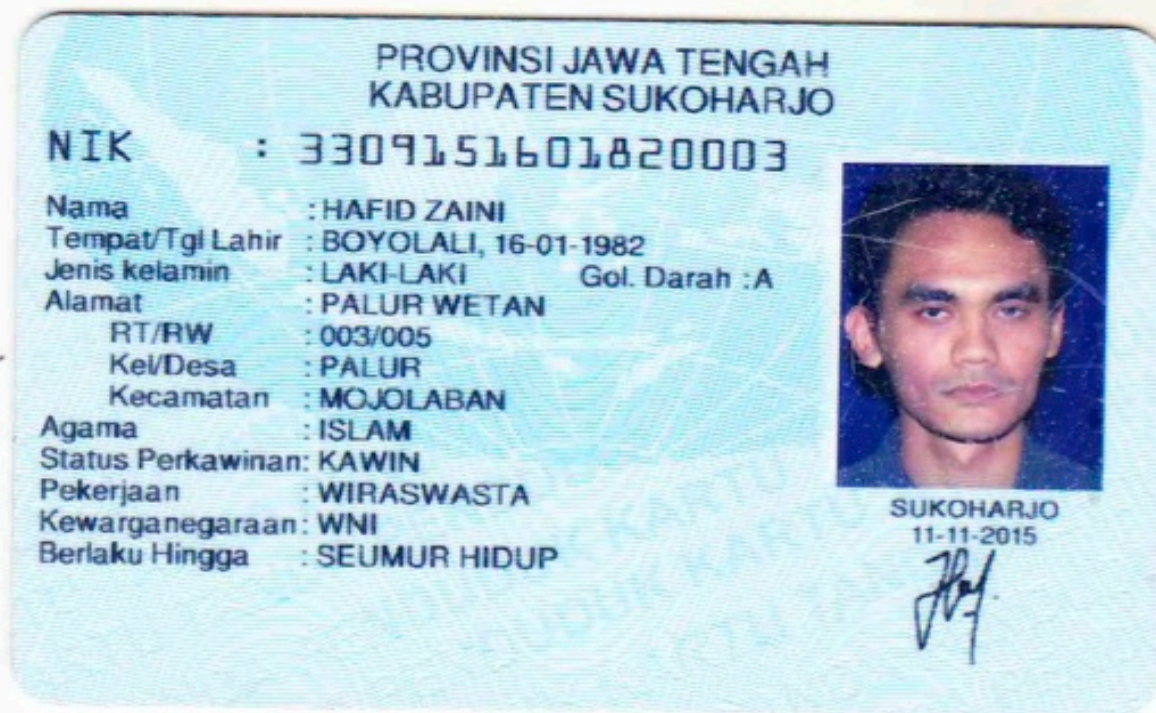 PROVINSI JAWA TENGAH
KABUPATEN SUKOHARJO
NIK : 3309151601820003
Nama : HAFID ZAINI
Tempat/Tgl Lahir : BOYOLALI, 16-01-1982
Jenis kelamin : LAKI-LAKI Gol. Darah : A
Alamat : PALUR WETAN
RT/RW : 003/005
Kel/Desa : PALUR
Kecamatan : MOJOLABAN
Agama : ISLAM
Status Perkawinan: KAWIN
Pekerjaan : WIRASWASTA
Kewarganegaraan: WNI
Berlaku Hingga : SEUMUR HIDUP
SUKOHARJO
11-11-2015